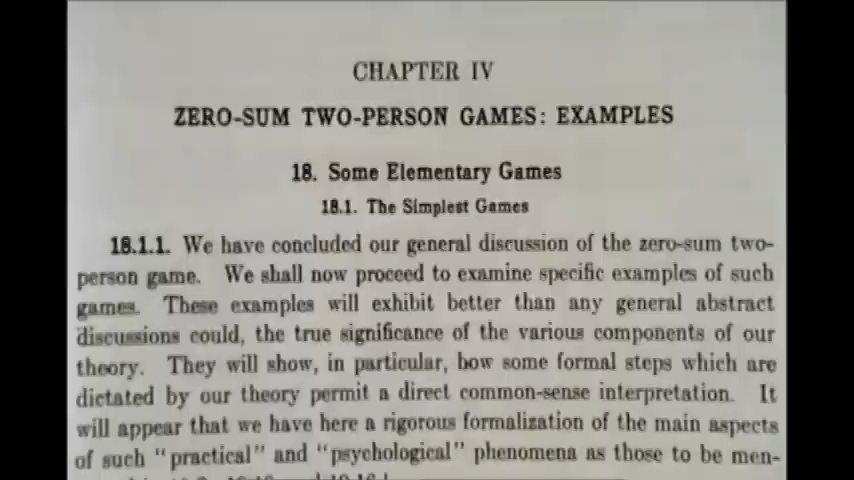 CHAPTER IV
ZERO-SUM TWO-PERSON GAMES: EXAMPLES
18. Some Elementary Games
18.1. The Simplest Games
18.1.1. We have concluded our general discussion of the zero-sum two-
person game. We shall now proceed to examine specific examples of such
games. These examples will exhibit better than any general abstract
discussions could, the true significance of the various components of our
theory. They will show, in particular, how some formal steps which are
dictated by our theory permit a direct common-sense interpretation. It
will appear that we have here a rigorous formalization of the main aspects
of such "practical" and "psychological" phenomena as those to be men-